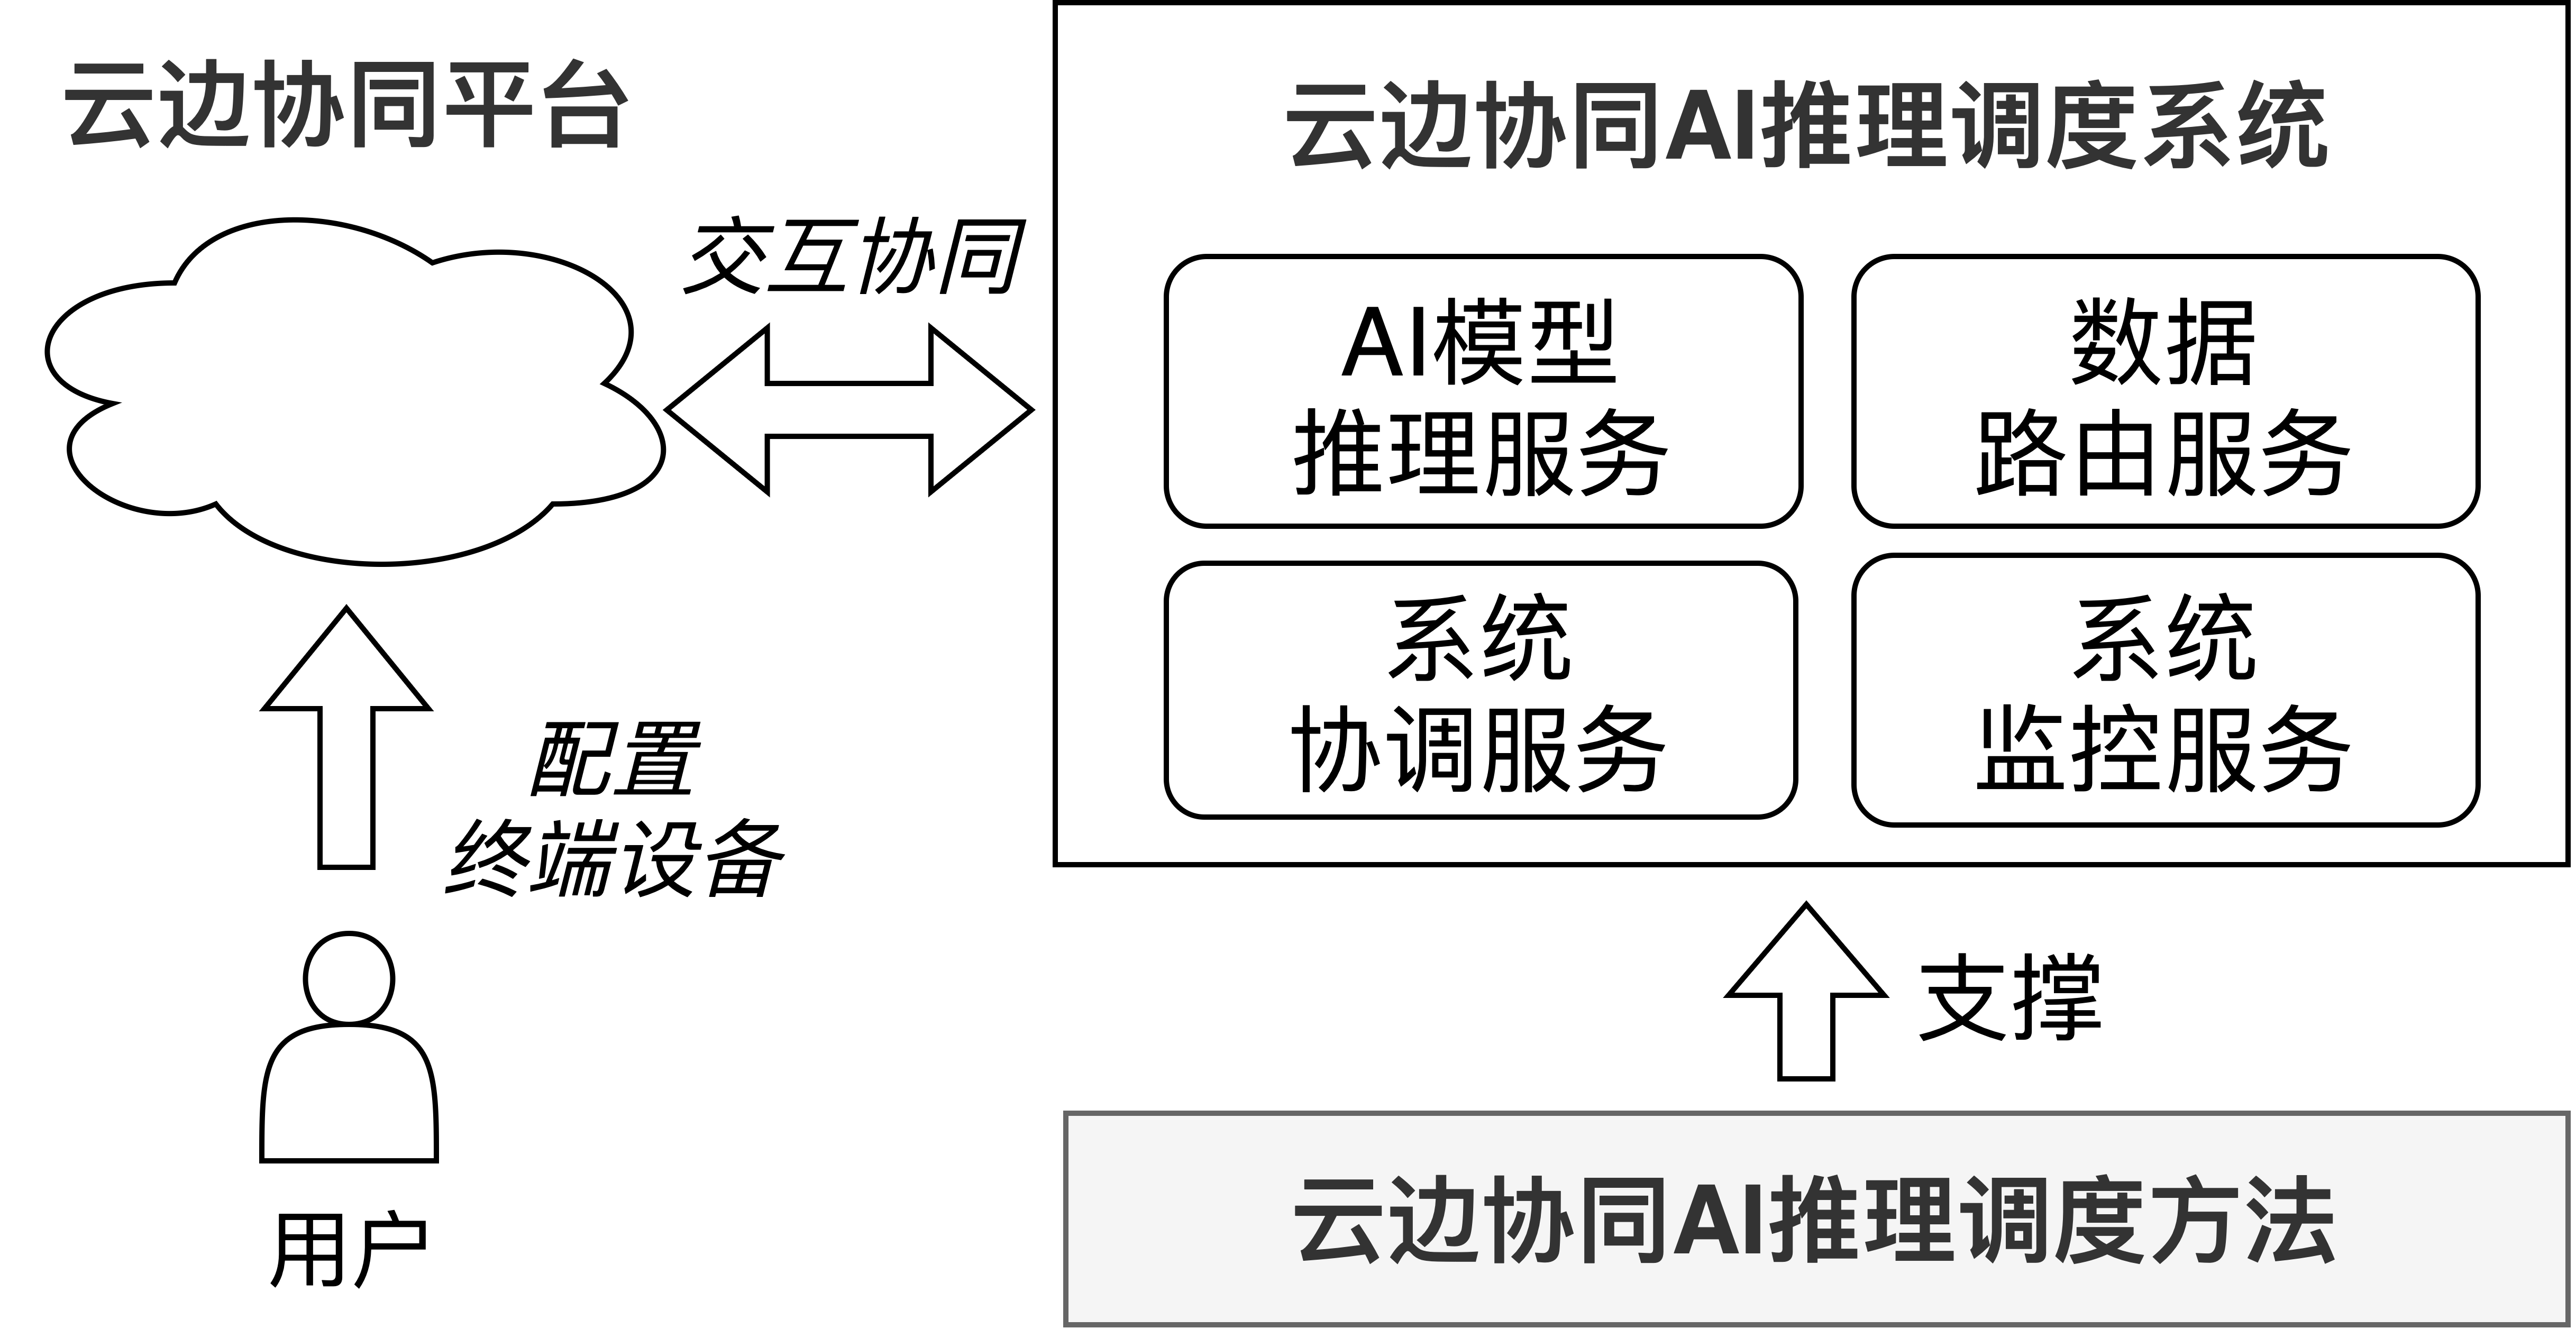 云边协同平台
交互协同
配置
终端设备
用户
云边协同AI推理调度系统
AI模型
推理服务
数据
路由服务
系统
协调服务
系统
监控服务
支撑
云边协同AI推理调度方法